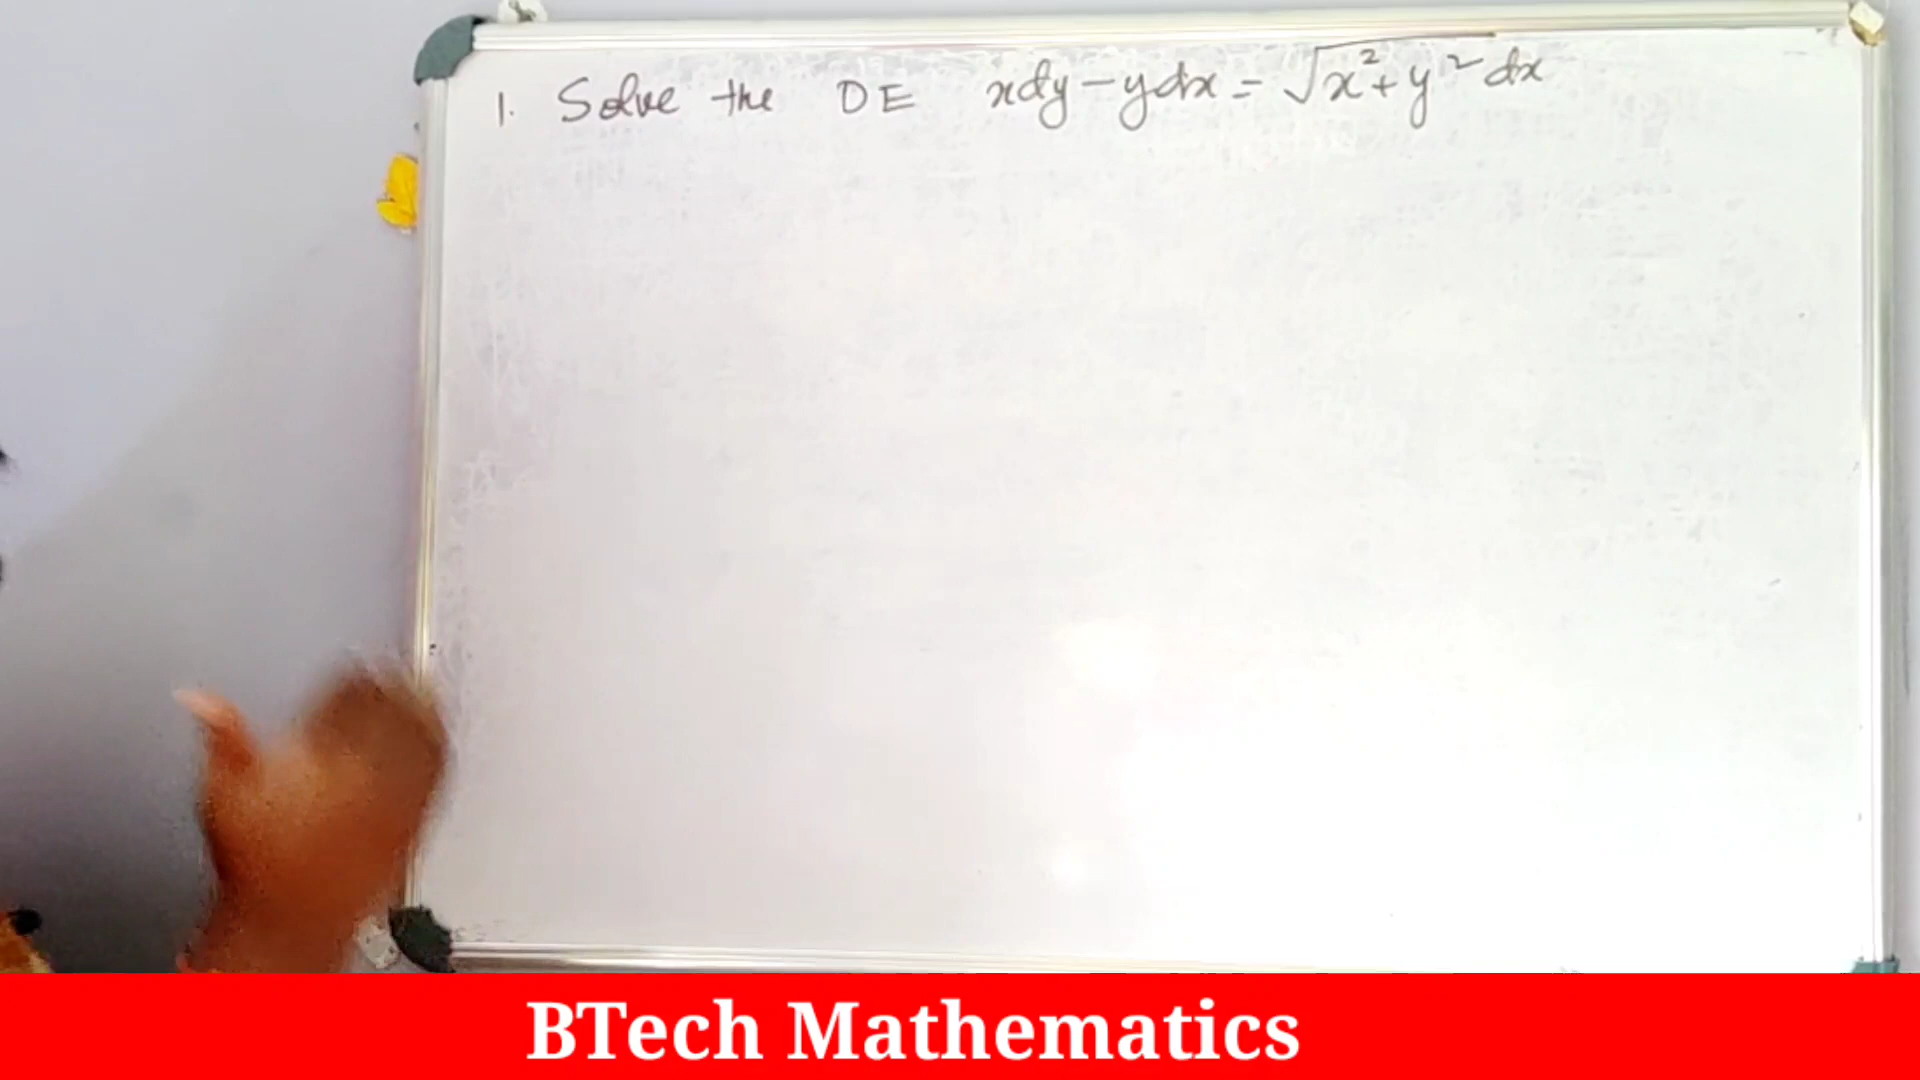 1. Solve the DE xdy - ydx = √x²+y² dx
BTech Mathematics